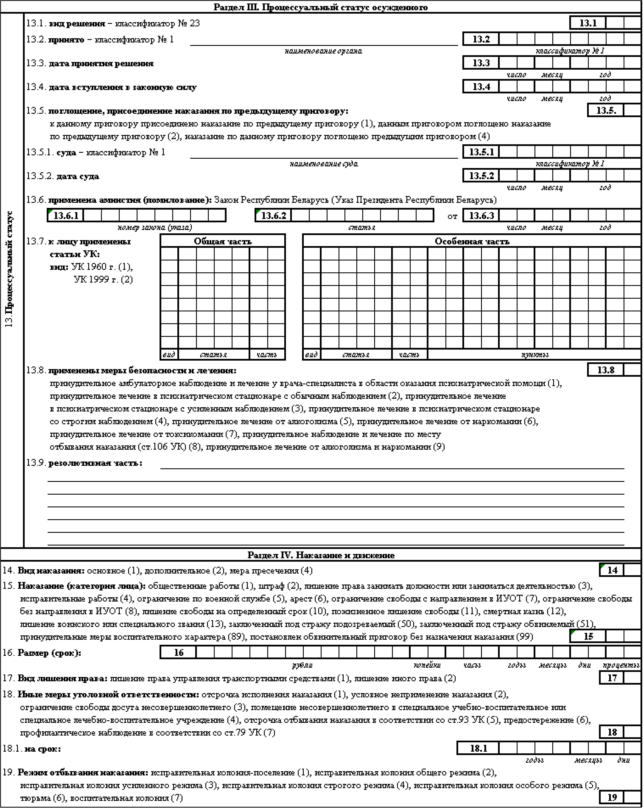 Раздел III. Процессуальный статус осужденного
13. Процессуальный статус
13.1. вид решения – классификатор № 23
13.1
13.2. принято – классификатор № 1
13.2
наименование органа
классификатор № 1
13.3. дата принятия решения
13.3
число месяц год
13.4. дата вступления в законную силу
13.4
число месяц год
13.5. поглощение, присоединение наказания по предыдущему приговору:
13.5.
к данному приговору присоединено наказание по предыдущему приговору (1), данным приговором поглощено наказание
по предыдущему приговору (2), наказание по данному приговору поглощено предыдущим приговором (4)
13.5.1. суда – классификатор № 1
13.5.1
наименование суда
классификатор № 1
13.5.2. дата суда
13.5.2
число месяц год
13.6. применена амнистия (помилование): Закон Республики Беларусь (Указ Президента Республики Беларусь)
13.6.1 13.6.2 от 13.6.3
номер закона (указа) статья число месяц год
13.7. к лицу применены
статьи УК:
вид: УК 1960 г. (1),
УК 1999 г. (2)
Общая часть Особенная часть
вид статья часть вид статья часть пункты
13.8. применены меры безопасности и лечения:
13.8
принудительное амбулаторное наблюдение и лечение у врача-специалиста в области оказания психиатрической помощи (1),
принудительное лечение в психиатрическом стационаре с обычным наблюдением (2), принудительное лечение
в психиатрическом стационаре с усиленным наблюдением (3), принудительное лечение в психиатрическом стационаре
со строгим наблюдением (4), принудительное лечение от алкоголизма (5), принудительное лечение от наркомании (6),
принудительное лечение от токсикомании (7), принудительное наблюдение и лечение по месту
отбывания наказания (ст.106 УК) (8), принудительное лечение от алкоголизма и наркомании (9)
13.9. резолютивная часть:
Раздел IV. Наказание и движение
14. Вид наказания: основное (1), дополнительное (2), мера пресечения (4)
14
15. Наказание (категория лица): общественные работы (1), штраф (2), лишение права занимать должности или заниматься деятельностью (3),
исправительные работы (4), ограничение по военной службе (5), арест (6), ограничение свободы с направлением в ИУОТ (7), ограничение свободы
без направления в ИУОТ (8), лишение свободы на определенный срок (10), пожизненное лишение свободы (11), смертная казнь (12),
лишение воинского или специального звания (13), заключенный под стражу подозреваемый (50), заключенный под стражу обвиняемый (51),
принудительные меры воспитательного характера (89), постановлен обвинительный приговор без назначения наказания (99)
15
16. Размер (срок):
16
рубли копейки часы годы месяцы дни проценты
17. Вид лишения права: лишение права управления транспортными средствами (1), лишение иного права (2)
17
18. Иные меры уголовной ответственности: отсрочка исполнения наказания (1), условное неприменение наказания (2),
ограничение свободы досуга несовершеннолетнего (3), помещение несовершеннолетнего в специальное учебно-воспитательное или
специальное лечебно-воспитательное учреждение (4), отсрочка отбывания наказания в соответствии со ст.93 УК (5), предостережение (6),
профилактическое наблюдение в соответствии со ст.79 УК (7)
18
18.1. на срок:
18.1
годы месяцы дни
19. Режим отбывания наказания: исправительная колония-поселение (1), исправительная колония общего режима (2),
исправительная колония усиленного режима (3), исправительная колония строгого режима (4), исправительная колония особого режима (5),
тюрьма (6), воспитательная колония (7)
19